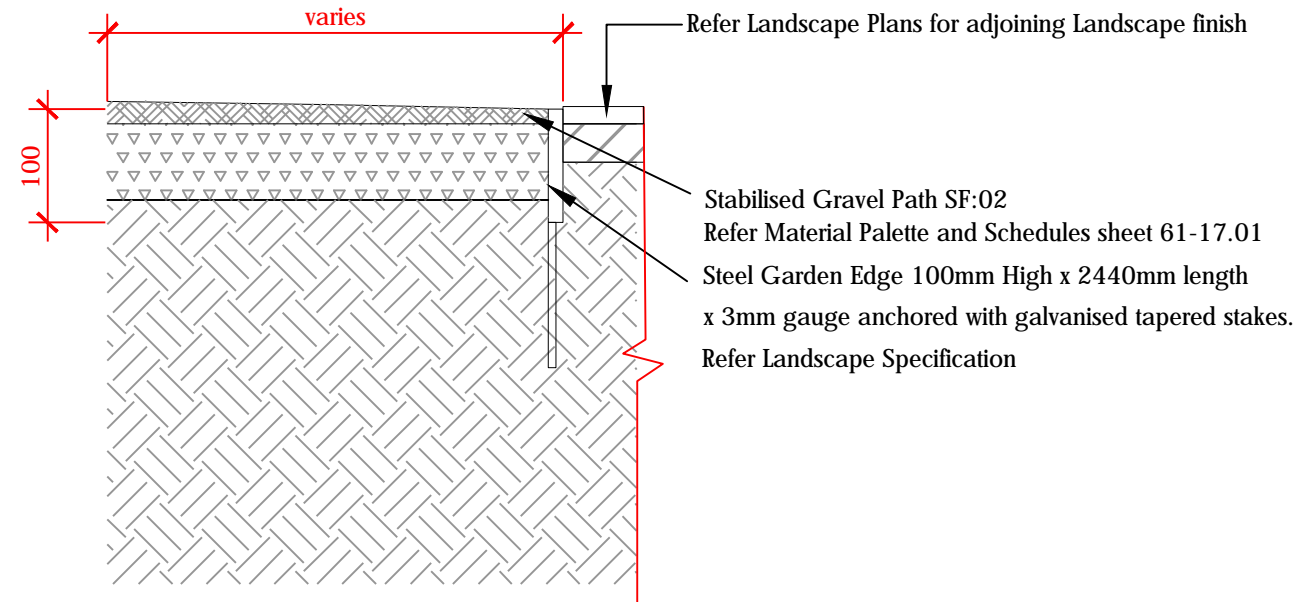 varies
Refer Landscape Plans for adjoining Landscape finish
100
Stabilised Gravel Path SF:02
Refer Material Palette and Schedules sheet 61-17.01
Steel Garden Edge 100mm High x 2440mm length
x 3mm gauge anchored with galvanised tapered stakes.
Refer Landscape Specification